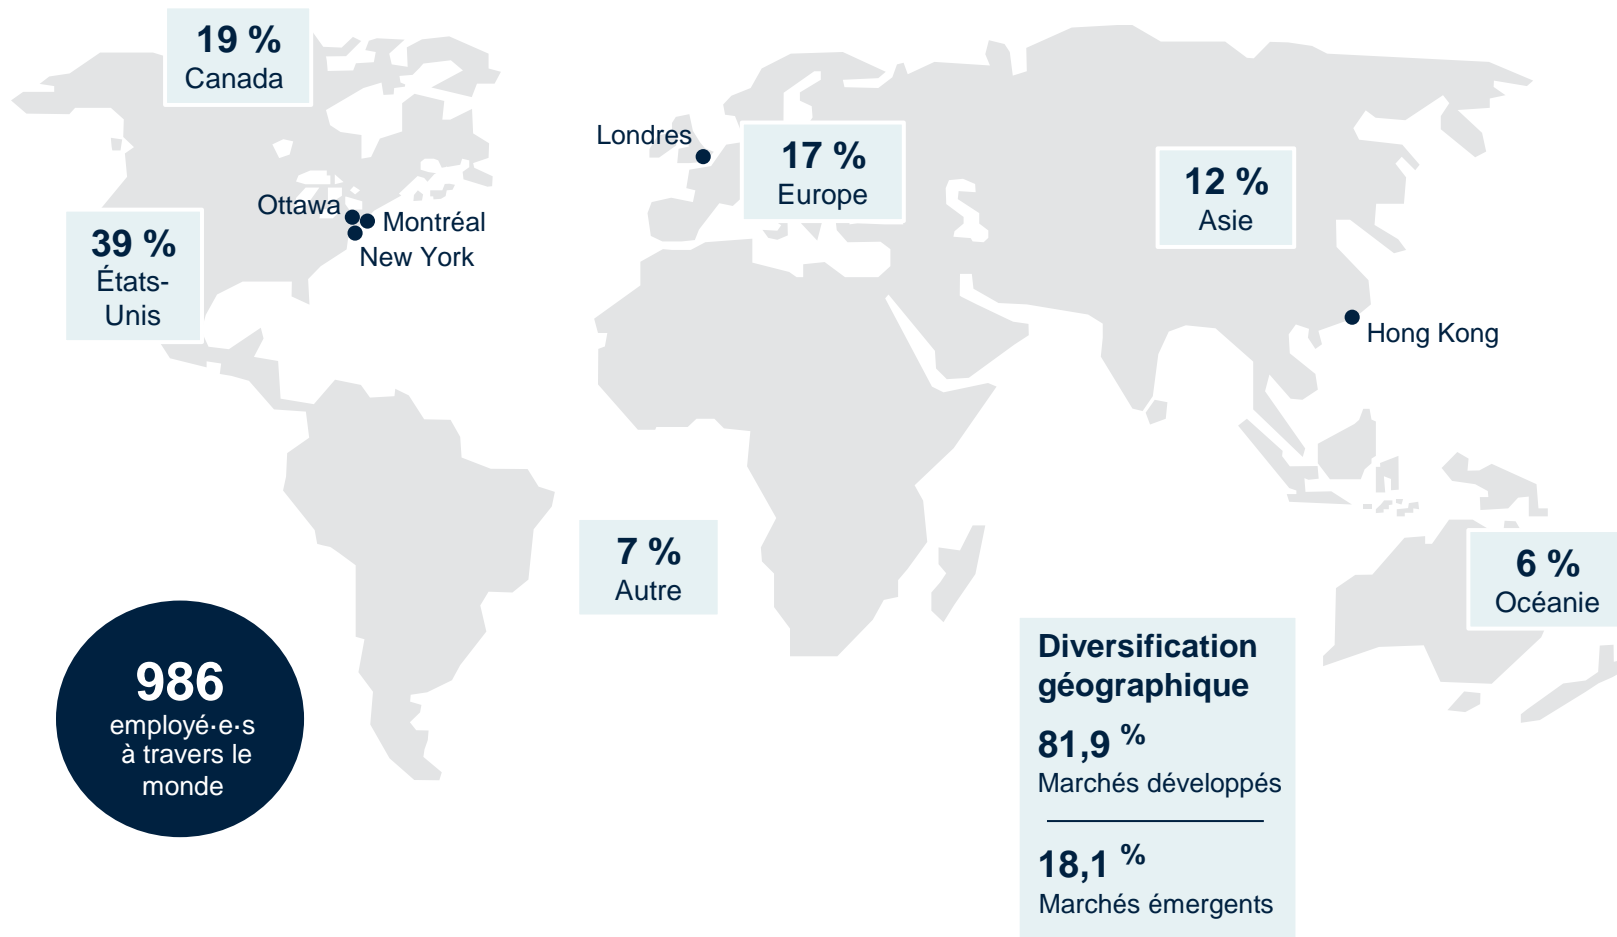 19 %
Canada
Londres
17 %
Europe
12 %
Asie
Ottawa
Montréal
New York
39 %
États-
Unis
Hong Kong
7 %
Autre
6 %
Océanie
986
employé·e·s
à travers le
monde
Diversification
géographique
81,9 %
Marchés développés
18,1 %
Marchés émergents